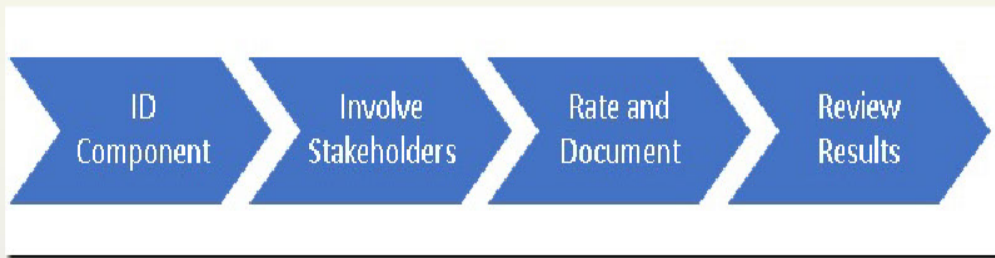 ID
Component
Involve
Stakeholders
Rate and
Document
Review
Results